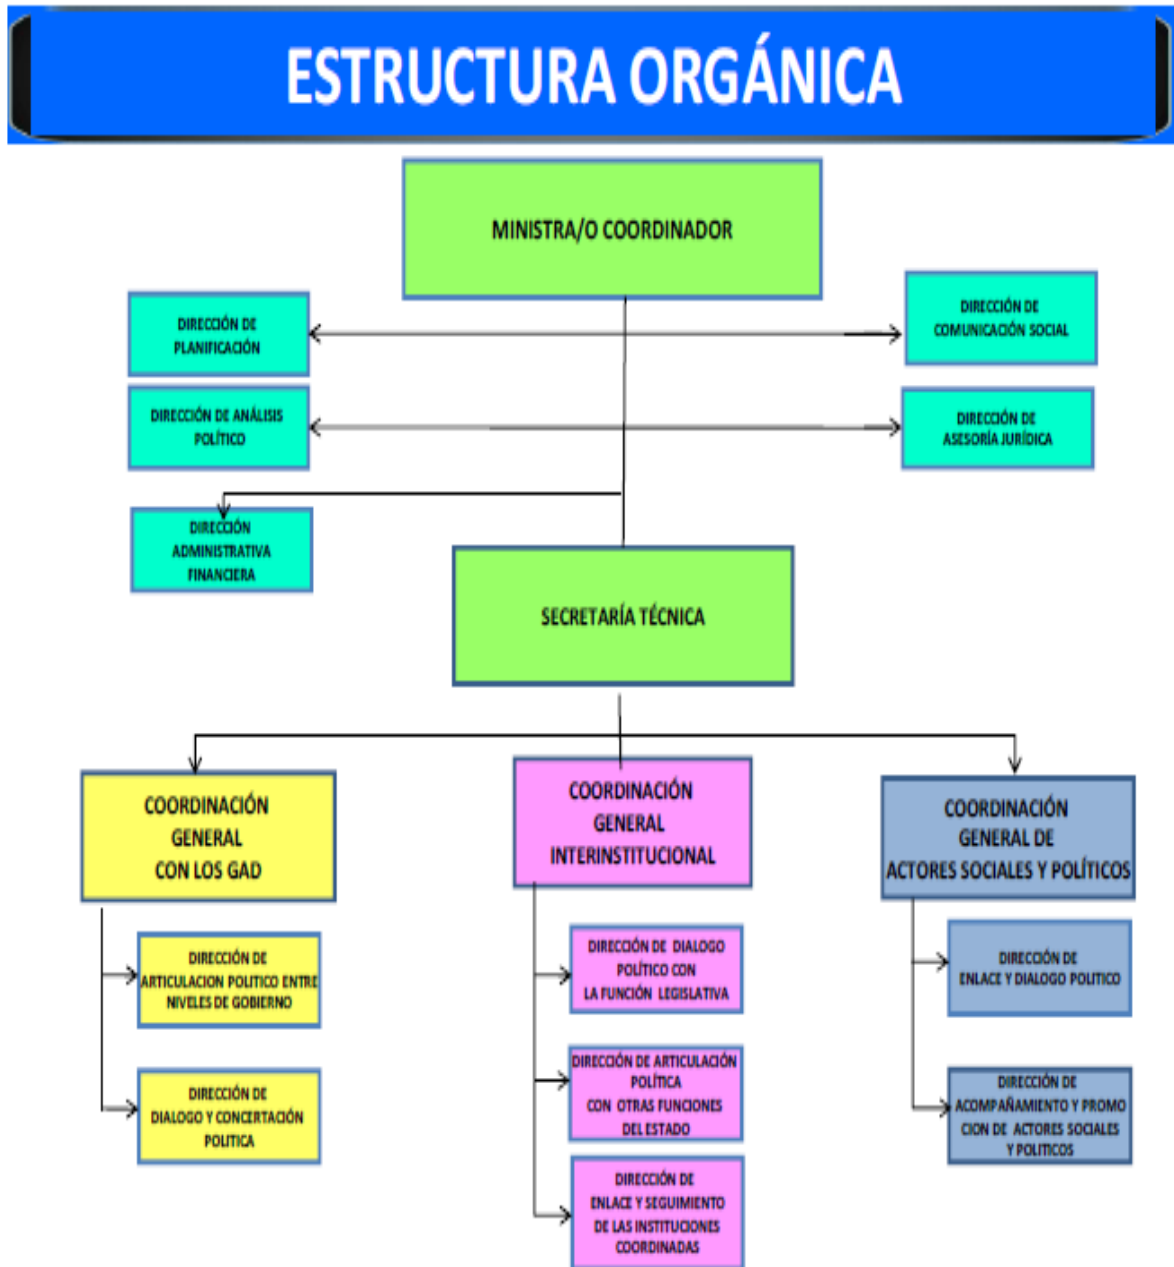 ESTRUCTURA ORGÁNICA
MINISTRA/O COORDINADOR
DIRECCIÓN DE
PLANIFICACIÓN
DIRECCIÓN DE
COMUNICACIÓN SOCIAL
DIRECCIÓN DE ANÁLISIS
POLÍTICO
DIRECCIÓN DE
ASESORÍA JURÍDICA
DIRECCIÓN
ADMINISTRATIVA
FINANCIERA
SECRETARÍA TÉCNICA
COORDINACIÓN
GENERAL
CON LOS GAD
COORDINACIÓN
GENERAL
INTERINSTITUCIONAL
COORDINACIÓN
GENERAL DE
ACTORES SOCIALES Y POLÍTICOS
DIRECCIÓN DE
ARTICULACION POLITICO ENTRE
NIVELES DE GOBIERNO
DIRECCIÓN DE
DIALOGO Y CONCERTACIÓN
POLITICA
DIRECCIÓN DE DIALOGO
POLÍTICO CON
LA FUNCIÓN LEGISLATIVA
DIRECCIÓN DE ARTICULACIÓN
POLÍTICA
CON OTRAS FUNCIONES
DEL ESTADO
DIRECCIÓN DE
ENLACE Y SEGUIMIENTO
DE LAS INSTITUCIONES
COORDINADAS
DIRECCIÓN DE
ENLACE Y DIALOGO POLITICO
DIRECCIÓN DE
ACOMPAÑAMIENTO Y PROMO
CION DE ACTORES SOCIALES
Y POLITICOS